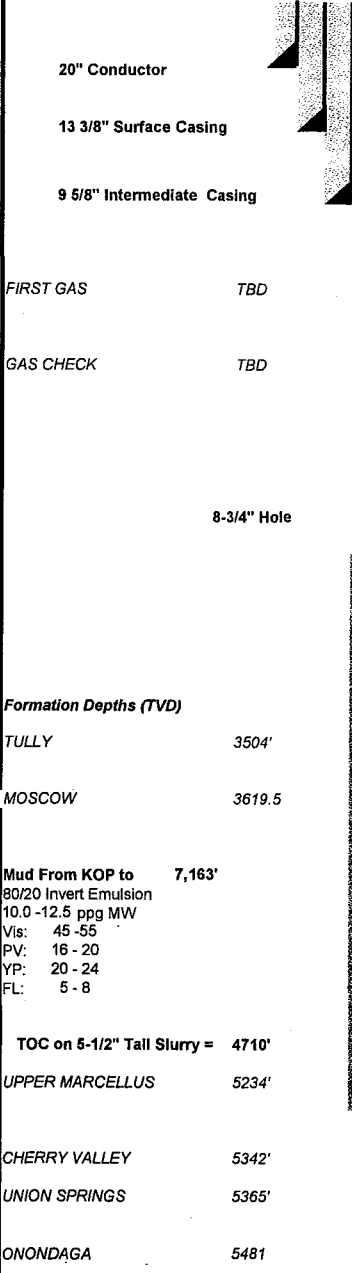 20" Conductor
13 3/8" Surface Casing
9 5/8" Intermediate Casing
FIRST GAS TBD
GAS CHECK TBD
8-3/4" Hole
Formation Depths (TVD)
TULLY 3504'
MOSCOW 3619.5
Mud From KOP to 7,163'
80/20 Invert Emulsion
10.0 -12.5 ppg MW
Vis: 45 -55
PV: 16 - 20
YP: 20 - 24
FL: 5 - 8
TOC on 5-1/2" Tail Slurry = 4710'
UPPER MARCELLUS 5234'
CHERRY VALLEY 5342'
UNION SPRINGS 5365'
ONONDAGA 5481